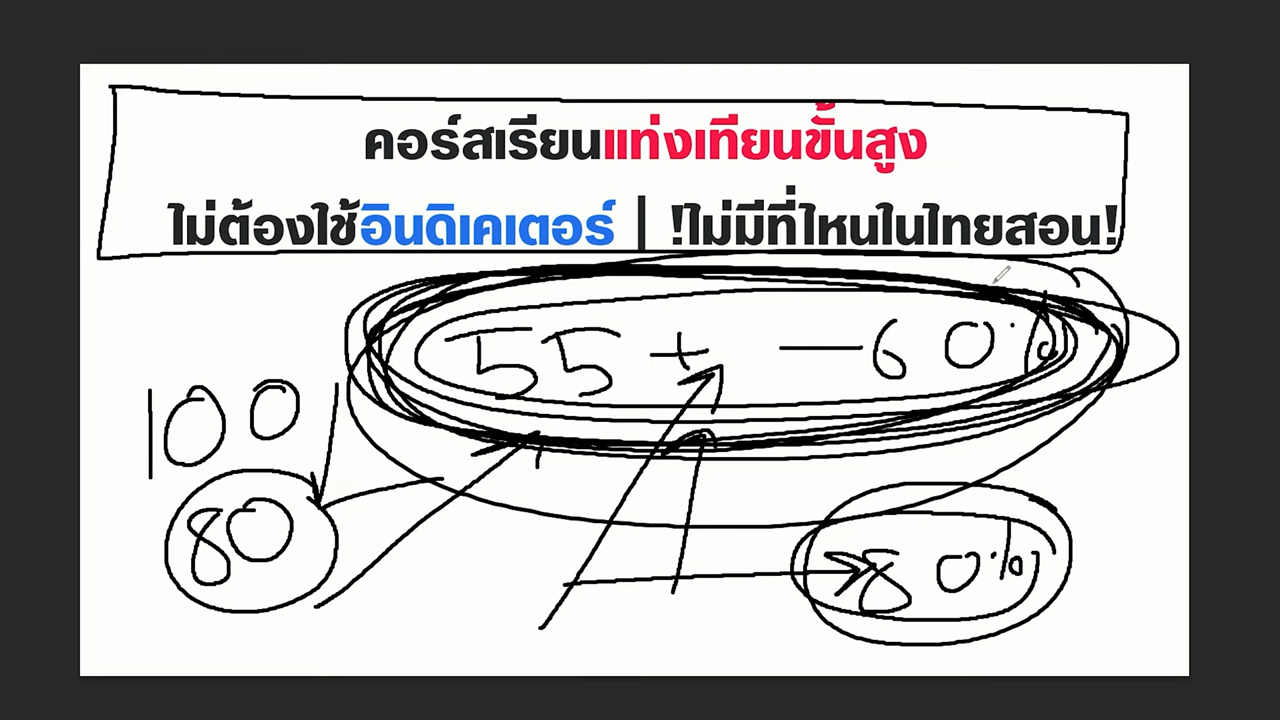 คอร์สเรียนแท่งเทียนขั้นสูง
ไม่ต้องใช้อินดิเคเตอร์ | !ไม่มีที่ไหนในไทยสอน!
55 + - 60%
100
80
80%